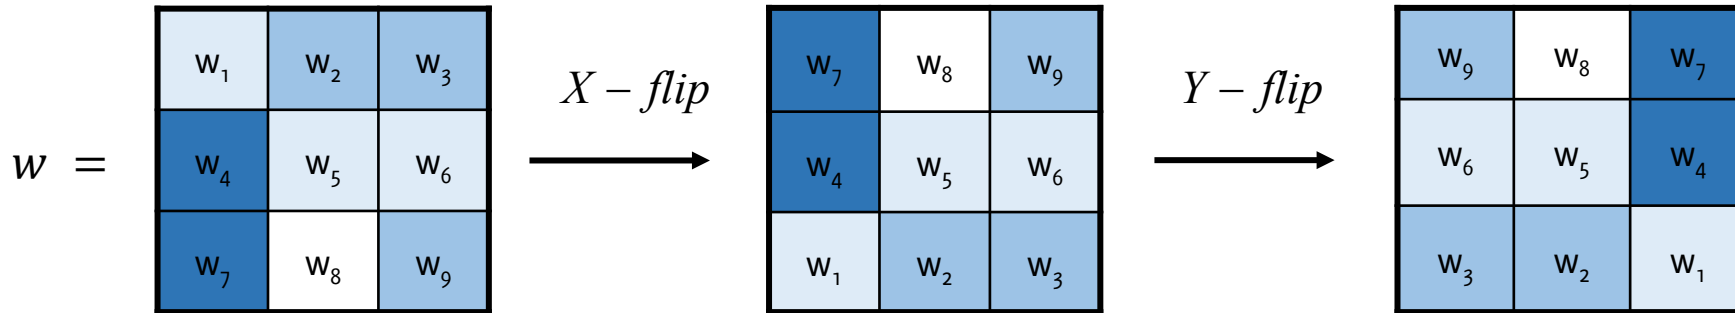 w =
w₁ w₂ w₃
w₄ w₅ w₆
w₇ w₈ w₉
X – flip
w₇ w₈ w₉
w₄ w₅ w₆
w₁ w₂ w₃
Y – flip
w₉ w₈ w₇
w₆ w₅ w₄
w₃ w₂ w₁